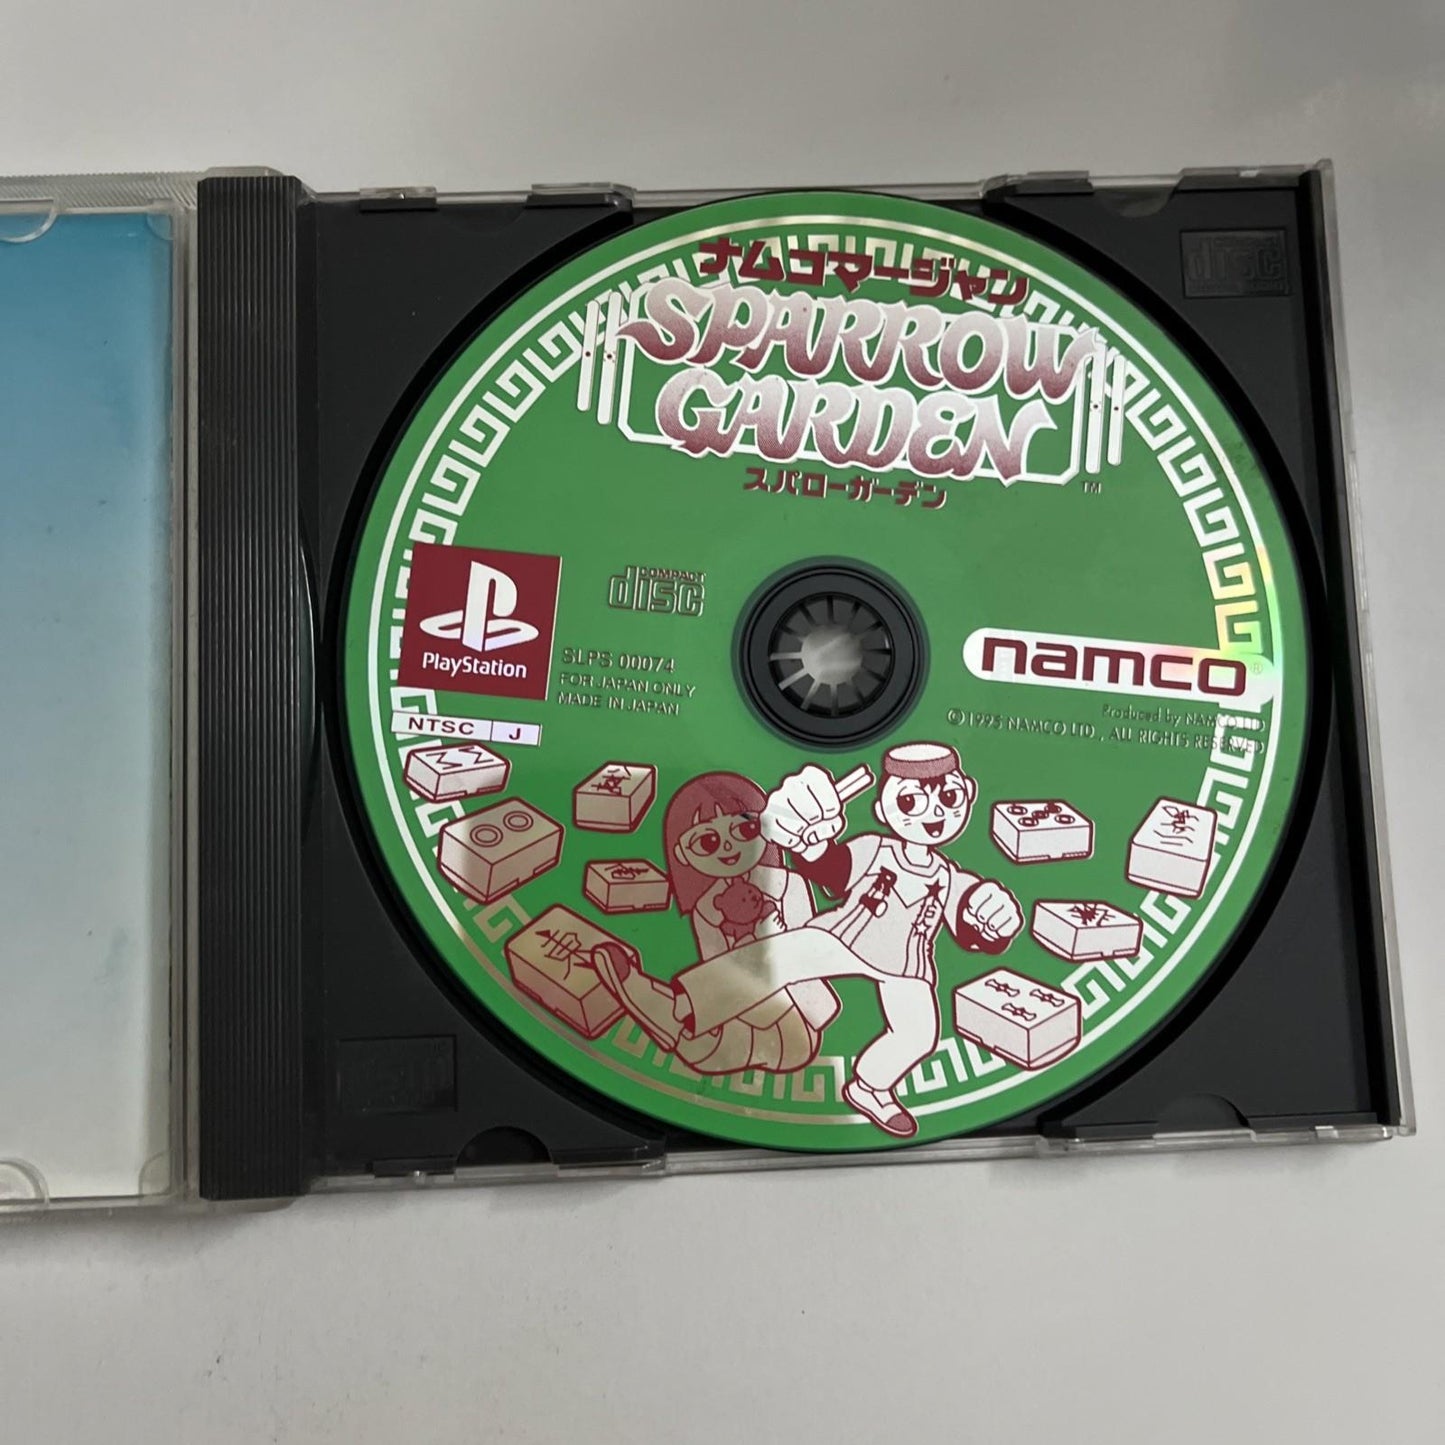 ナムコマージャン
SPARROW
GARDEN
TM
スパローガーデン
COMPACT
disc
PlayStation
SLPS 00074
FOR JAPAN ONLY
MADE IN JAPAN
NTSC J
namco®
Produced by NAMCO LTD
©1995 NAMCO LTD., ALL RIGHTS RESERVED
disc